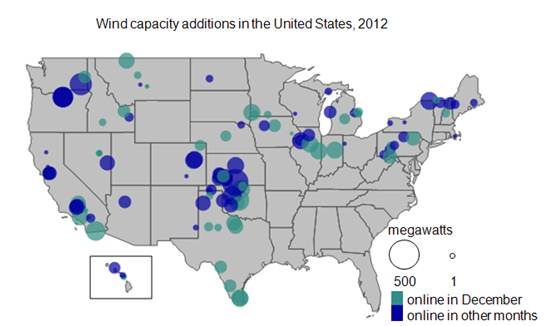 Wind capacity additions in the United States, 2012
megawatts
500 1
online in December
online in other months